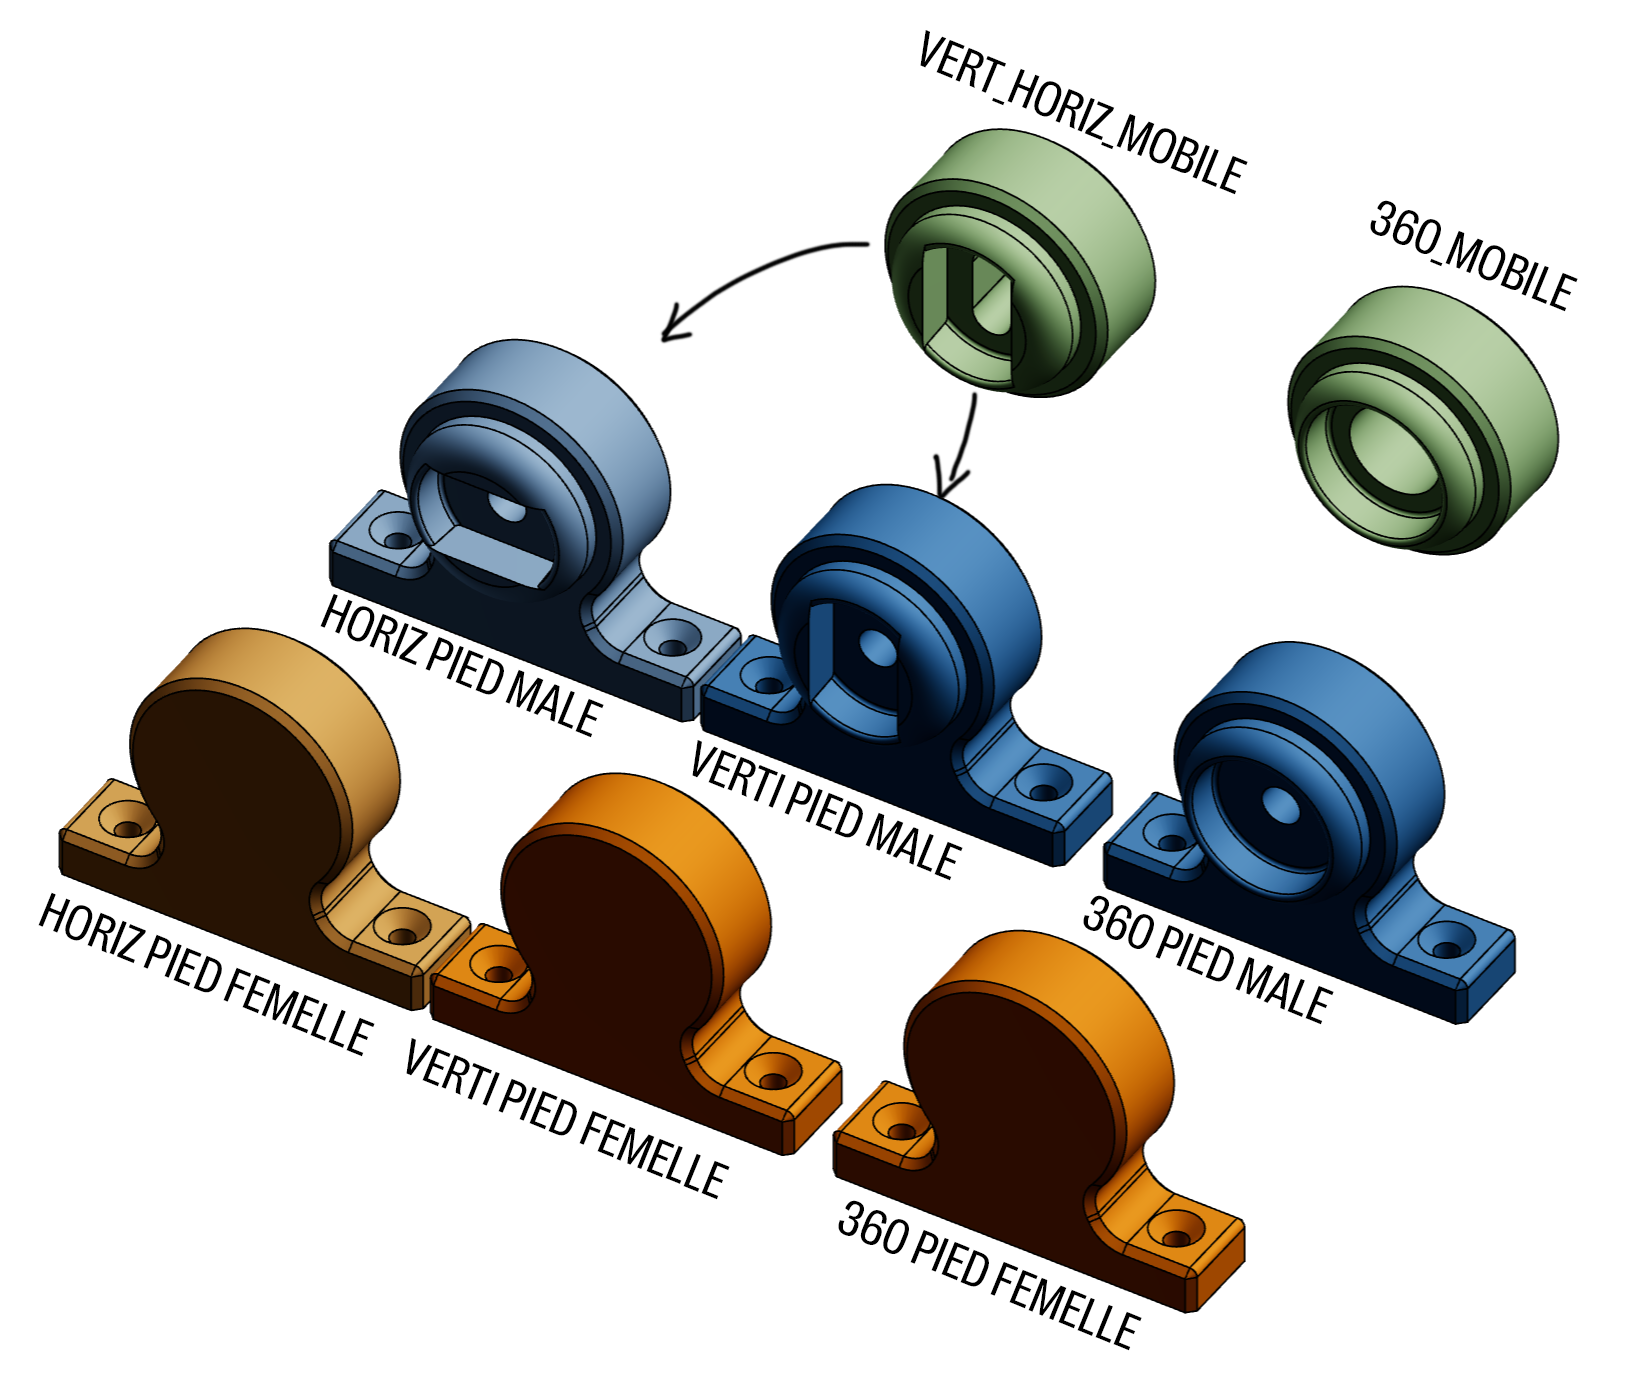 VERT_HORIZ_MOBILE
360_MOBILE
HORIZ PIED MALE
VERTI PIED MALE
360 PIED MALE
HORIZ PIED FEMELLE
VERTI PIED FEMELLE
360 PIED FEMELLE